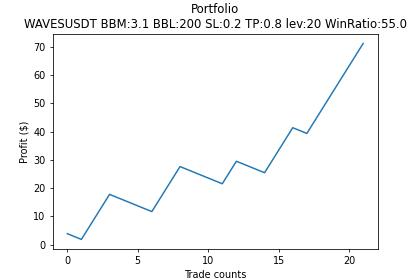 Portfolio
WAVESUSDT BBM:3.1 BBL:200 SL:0.2 TP:0.8 lev:20 WinRatio:55.0
70
60
50
40
30
20
10
0
Profit ($)
0 5 10 15 20
Trade counts